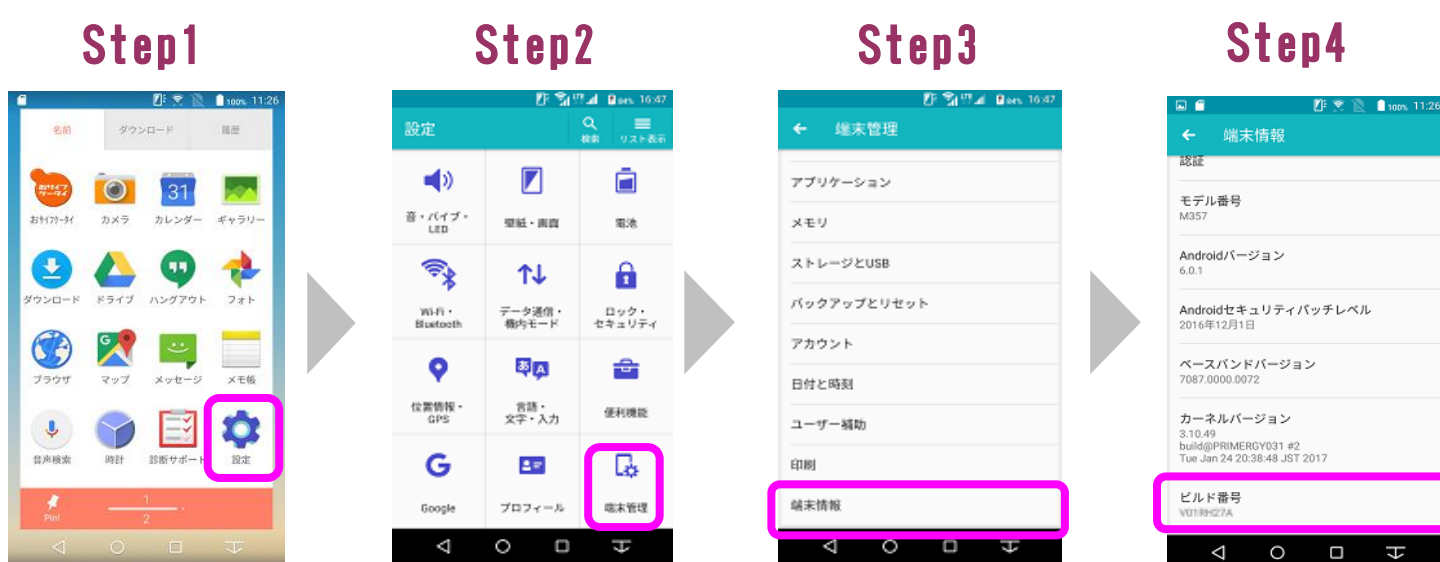 Step1
Step2
Step3
Step4
100% 11:26
名前
ダウンロード
履歴
カメラ
31
カレンダー
ギャラリー
ダウンロード
ドライブ
ハングアウト
フォト
ブラウザ
G
マップ
メッセージ
メモ帳
音声検索
時計
診断サポート
設定
Pin!
1
2
16:47
設定
検索
リスト表示
音・バイブ・
LED
壁紙・画面
電池
Wi-Fi・
Bluetooth
データ通信・
機内モード
ロック・
セキュリティ
位置情報・
GPS
あ A
言語・
文字・入力
便利機能
G
Google
プロフィール
端末管理
16:47
端末管理
アプリケーション
メモリ
ストレージとUSB
バックアップとリセット
アカウント
日付と時刻
ユーザー補助
印刷
端末情報
100% 11:26
端末情報
認証
モデル番号
M357
Androidバージョン
6.0.1
Androidセキュリティパッチレベル
2016年12月1日
ベースバンドバージョン
7087.0000.0072
カーネルバージョン
3.10.49
build@PRIMERGY031 #2
Tue Jan 24 20:38:48 JST 2017
ビルド番号
V01RH27A